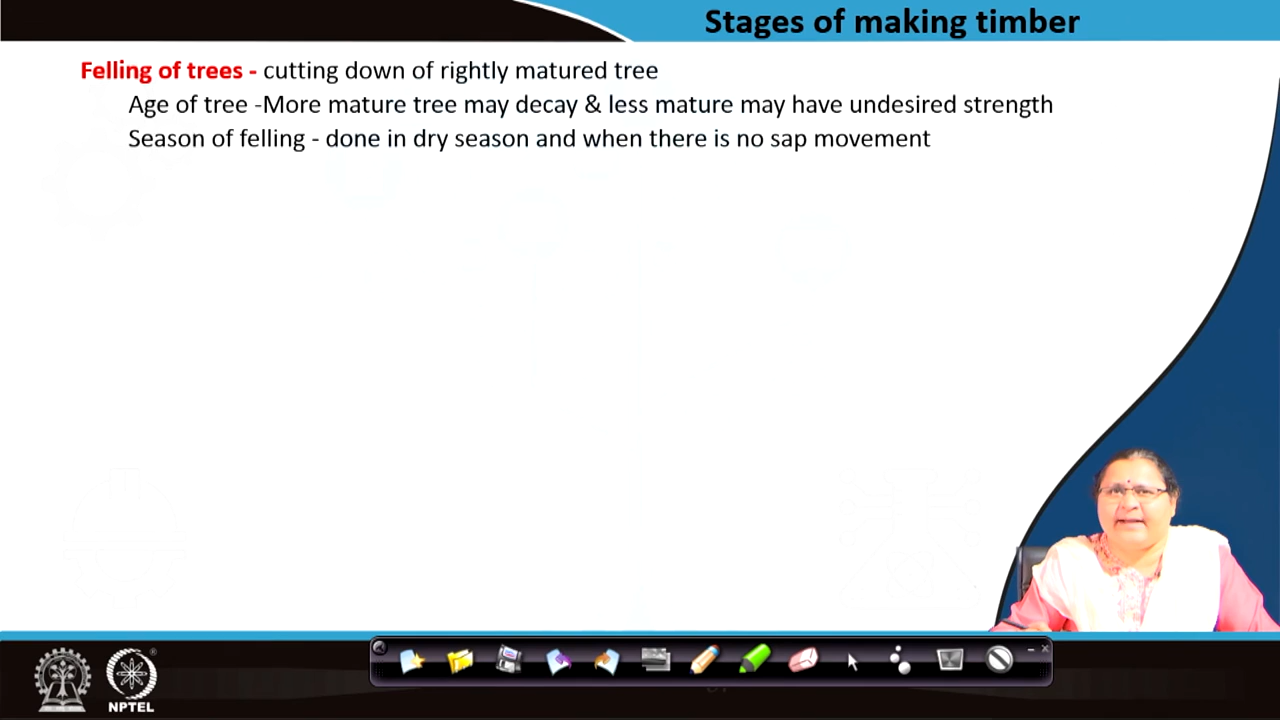 Stages of making timber
Felling of trees - cutting down of rightly matured tree
Age of tree -More mature tree may decay & less mature may have undesired strength
Season of felling - done in dry season and when there is no sap movement
NPTEL